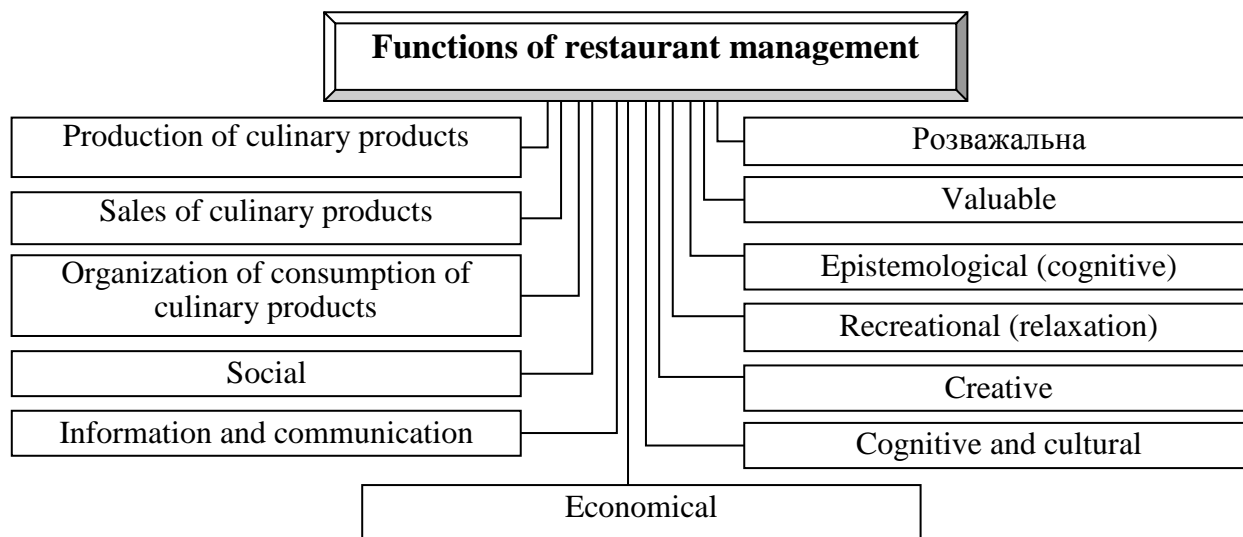 Functions of restaurant management
Production of culinary products
Sales of culinary products
Organization of consumption of
culinary products
Social
Information and communication
Розважальна
Valuable
Epistemological (cognitive)
Recreational (relaxation)
Creative
Cognitive and cultural
Economical